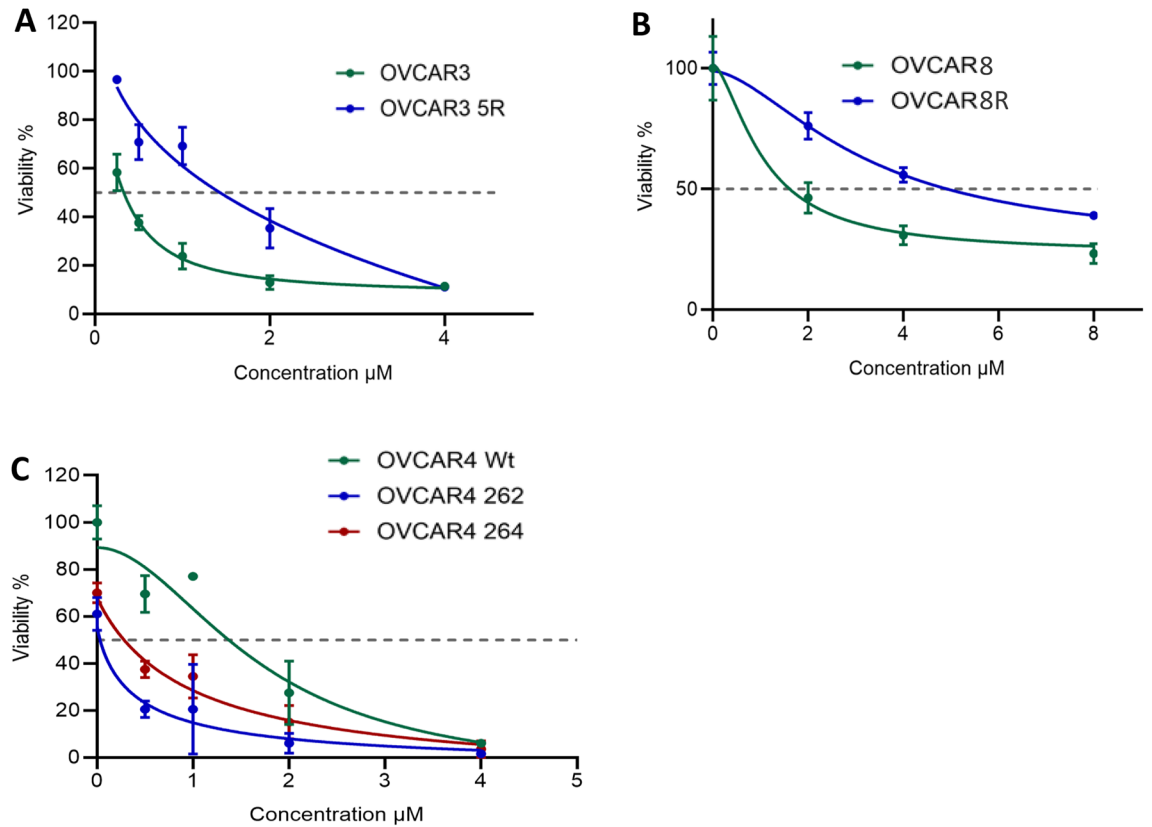 A
120
100
80
60
40
20
0
Viability %
0 2 4
Concentration µM
OVCAR3
OVCAR3 5R
B
100
50
0
Viability %
0 2 4 6 8
Concentration µM
OVCAR8
OVCAR8R
C
120
100
80
60
40
20
0
Viability %
0 1 2 3 4 5
Concentration µM
OVCAR4 Wt
OVCAR4 262
OVCAR4 264